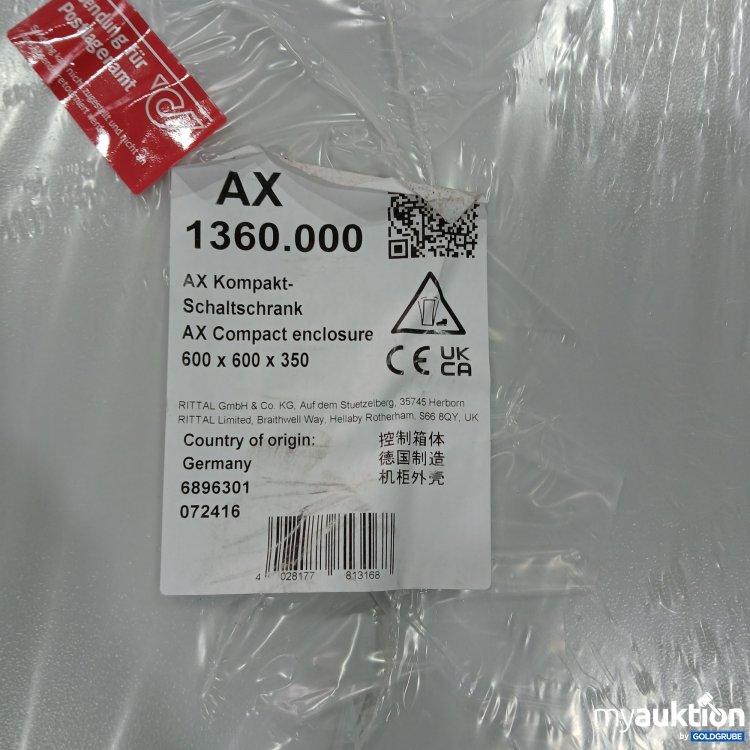 endung für
Postlagernd
AX
1360.000
AX Kompakt-
Schaltschrank
AX Compact enclosure
600 x 600 x 350
CE UK
CA
RITTAL GmbH & Co. KG, Auf dem Stuetzelberg, 35745 Herborn
RITTAL Limited, Braithwell Way, Hellaby Rotherham, S66 8QY, UK
Country of origin:
Germany
6896301
072416
控制箱体
德国制造
机柜外壳
4 028177 813168
myauktion
by GOLDGRUBE